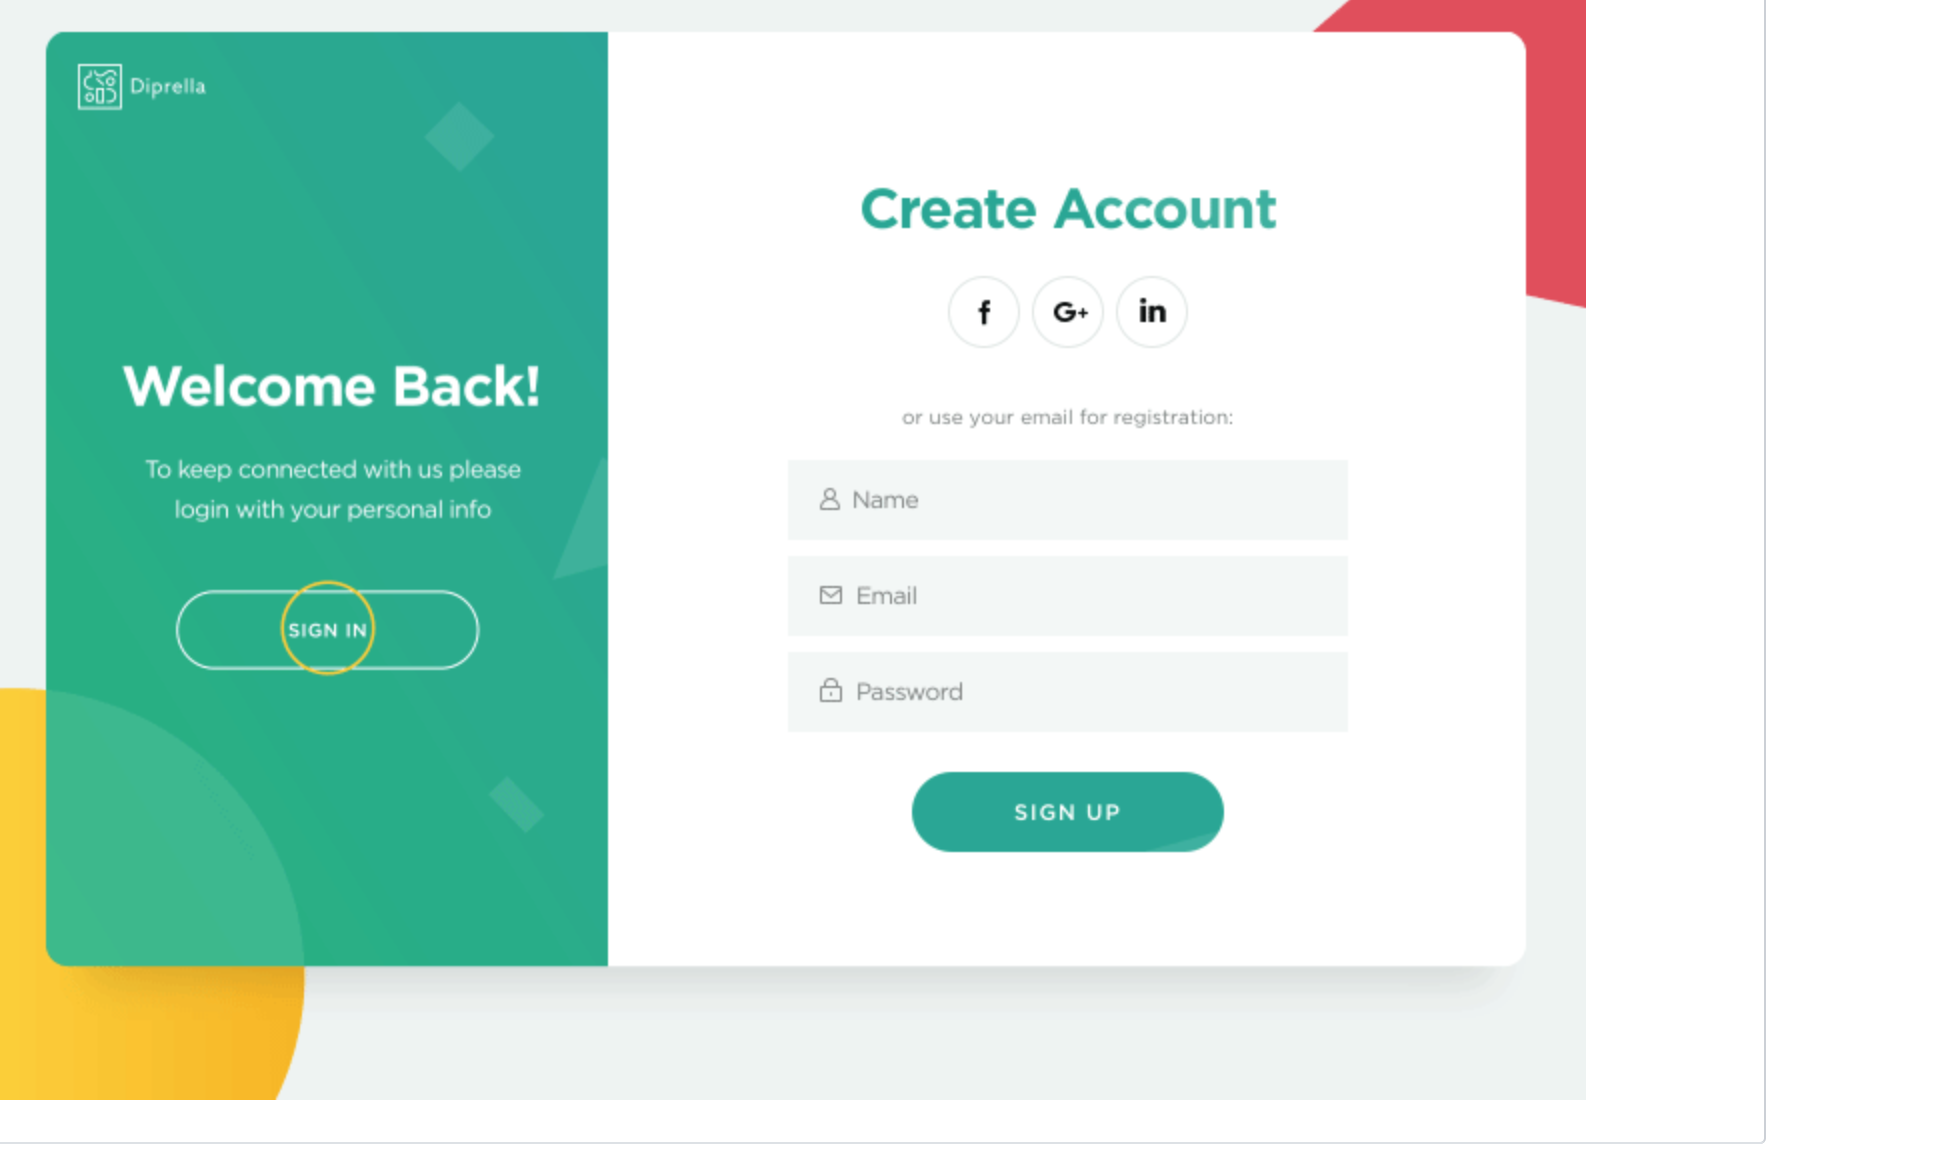 Diprella
Welcome Back!
To keep connected with us please
login with your personal info
SIGN IN
Create Account
f
G+
in
or use your email for registration:
Name
Email
Password
SIGN UP